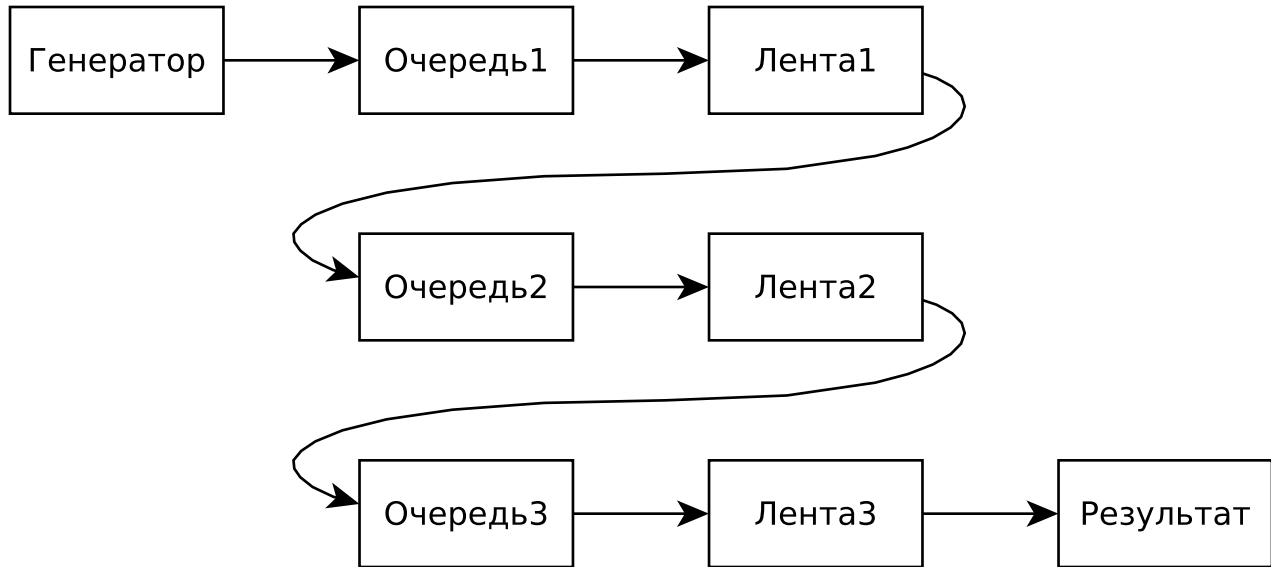 Генератор
Очередь1
Лента1
Очередь2
Лента2
Очередь3
Лента3
Результат